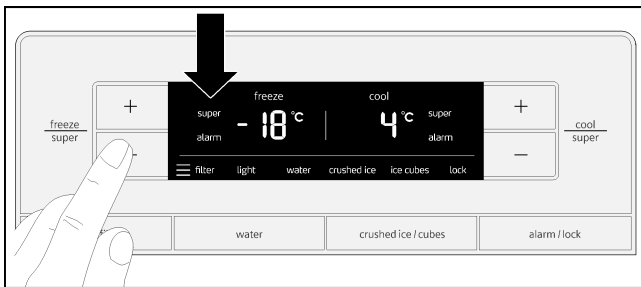 freeze
super
+
−
freeze
cool
super
alarm
- 18 °C
4 °C
super
alarm
filter light water crushed ice ice cubes lock
+
−
cool
super
water
crushed ice / cubes
alarm / lock